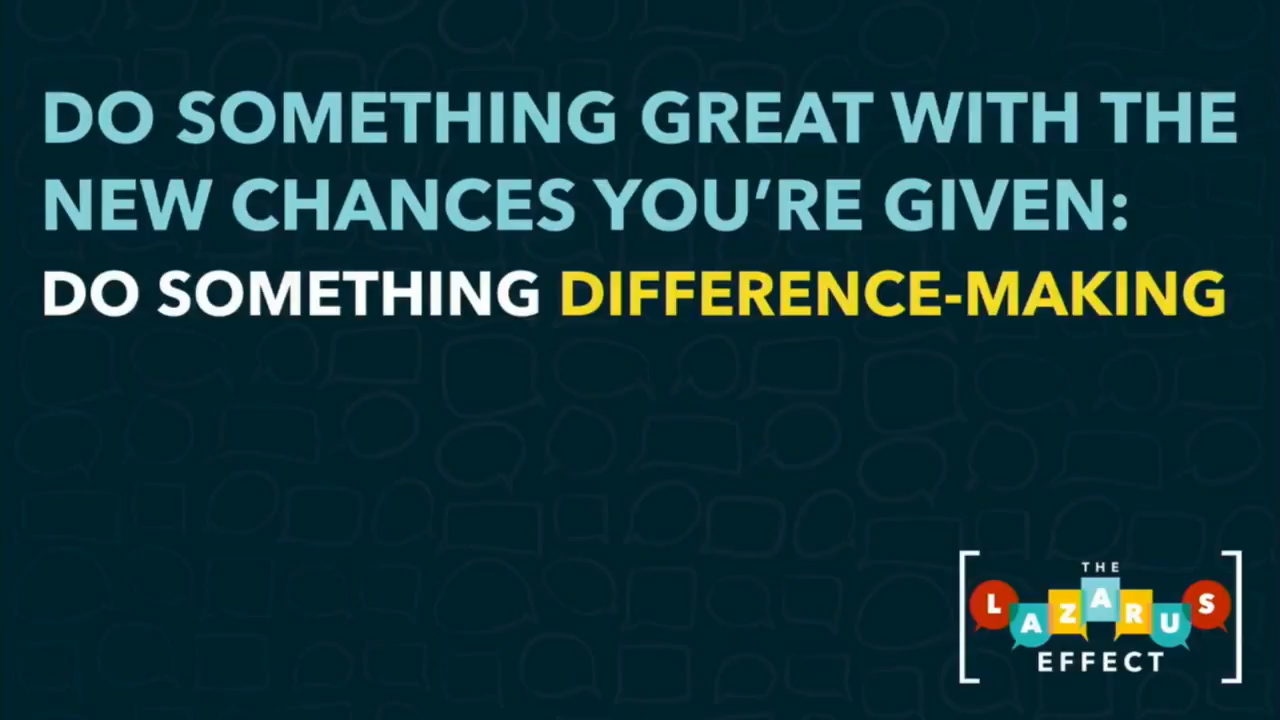 DO SOMETHING GREAT WITH THE
NEW CHANCES YOU’RE GIVEN:
DO SOMETHING DIFFERENCE-MAKING
THE
LAZARUS
EFFECT